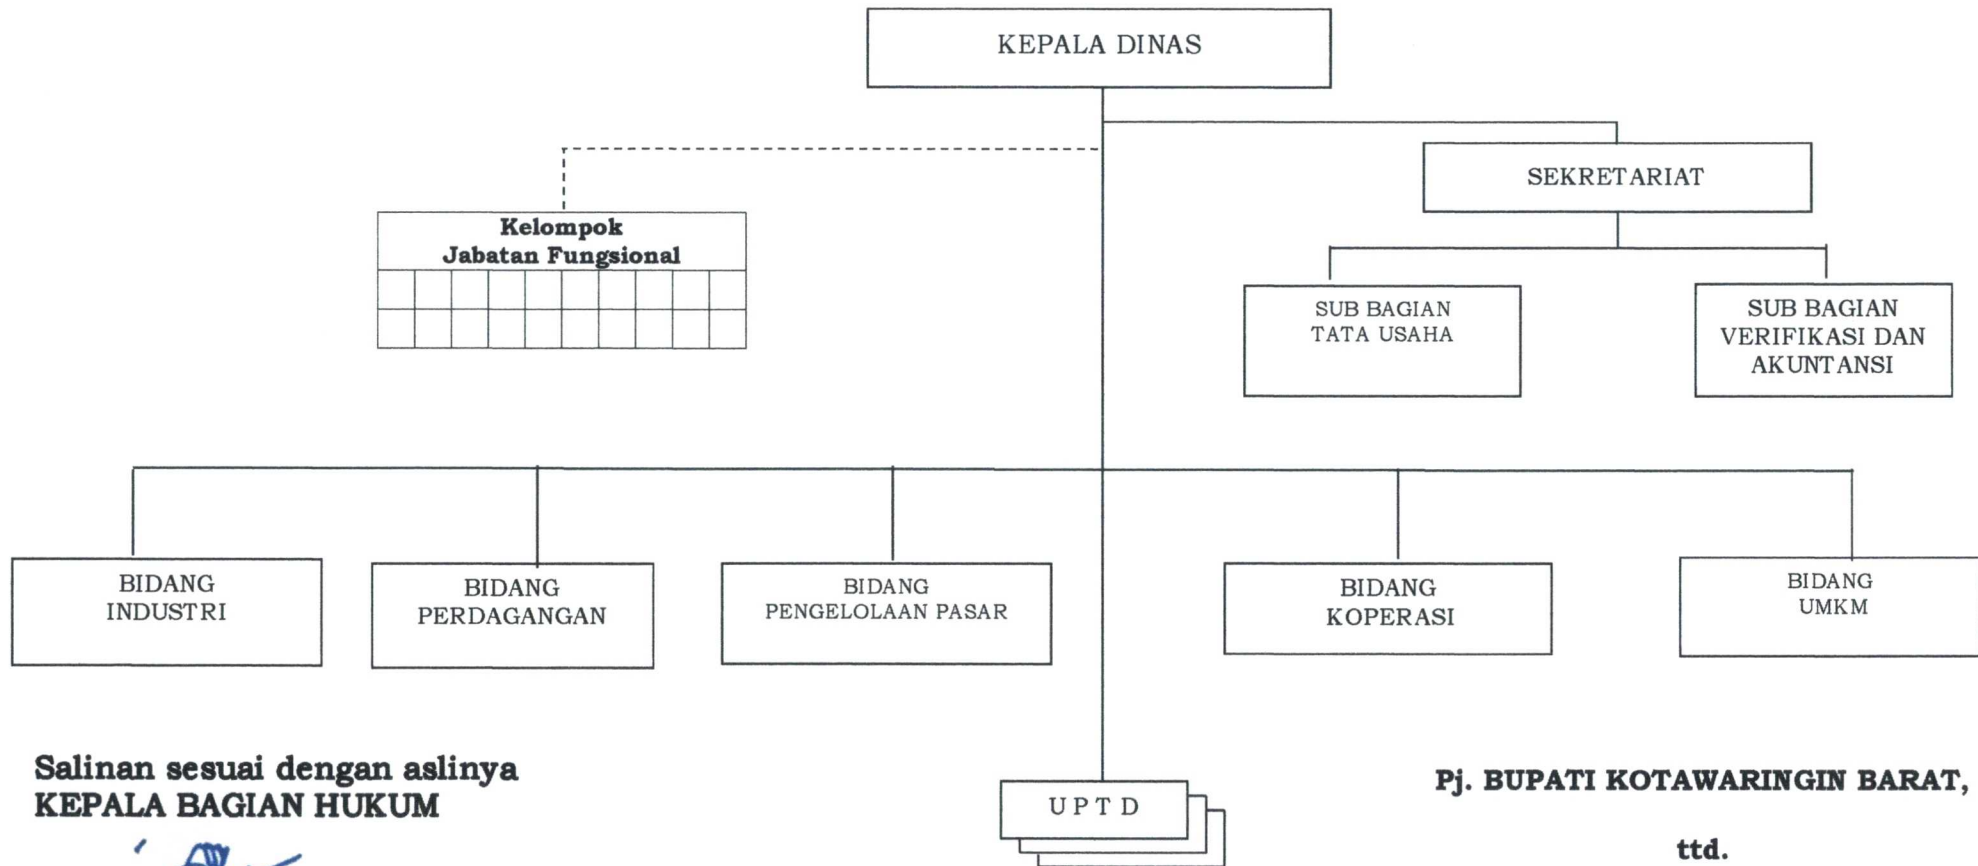 KEPALA DINAS
SEKRETARIAT
Kelompok
Jabatan Fungsional
SUB BAGIAN
TATA USAHA
SUB BAGIAN
VERIFIKASI DAN
AKUNTANSI
BIDANG
INDUSTRI
BIDANG
PERDAGANGAN
BIDANG
PENGELOLAAN PASAR
BIDANG
KOPERASI
BIDANG
UMKM
Salinan sesuai dengan aslinya
KEPALA BAGIAN HUKUM
U P T D
Pj. BUPATI KOTAWARINGIN BARAT,
ttd.